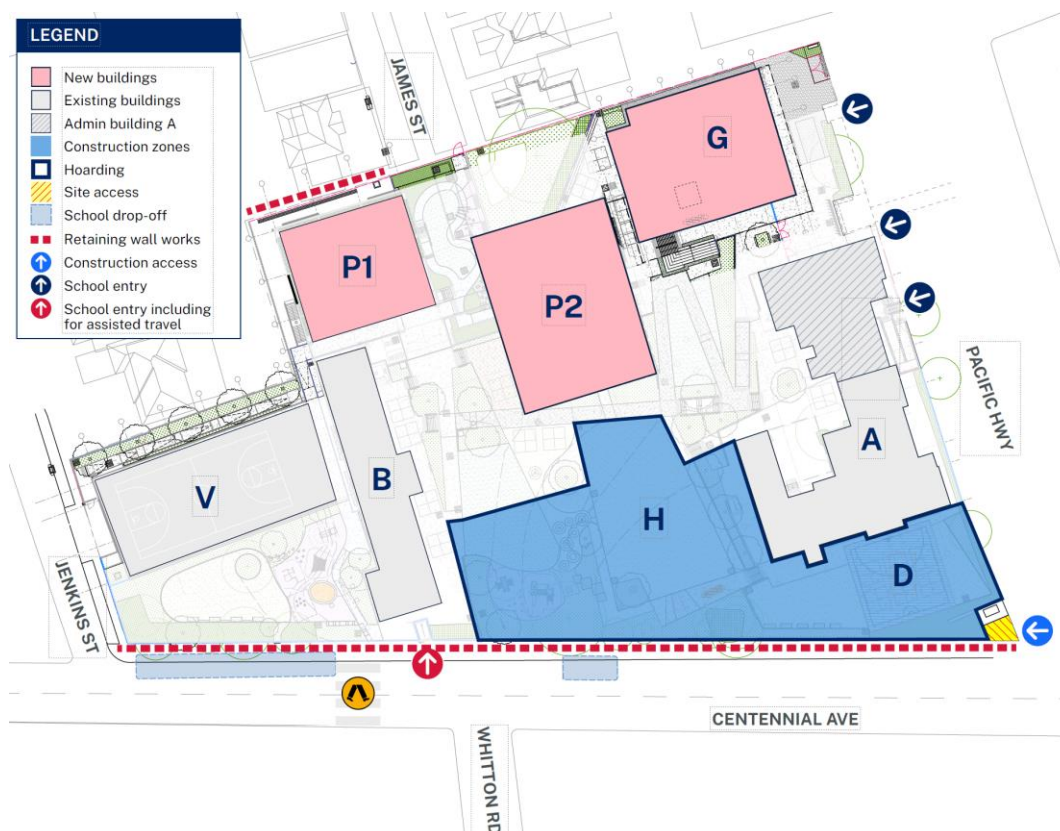 LEGEND
New buildings
Existing buildings
Admin building A
Construction zones
Hoarding
Site access
School drop-off
Retaining wall works
Construction access
School entry
School entry including
for assisted travel
JAMES ST
G
P1
P2
PACIFIC HWY
A
B
V
H
D
JENKINS ST
CENTENNIAL AVE
WHITTON RD